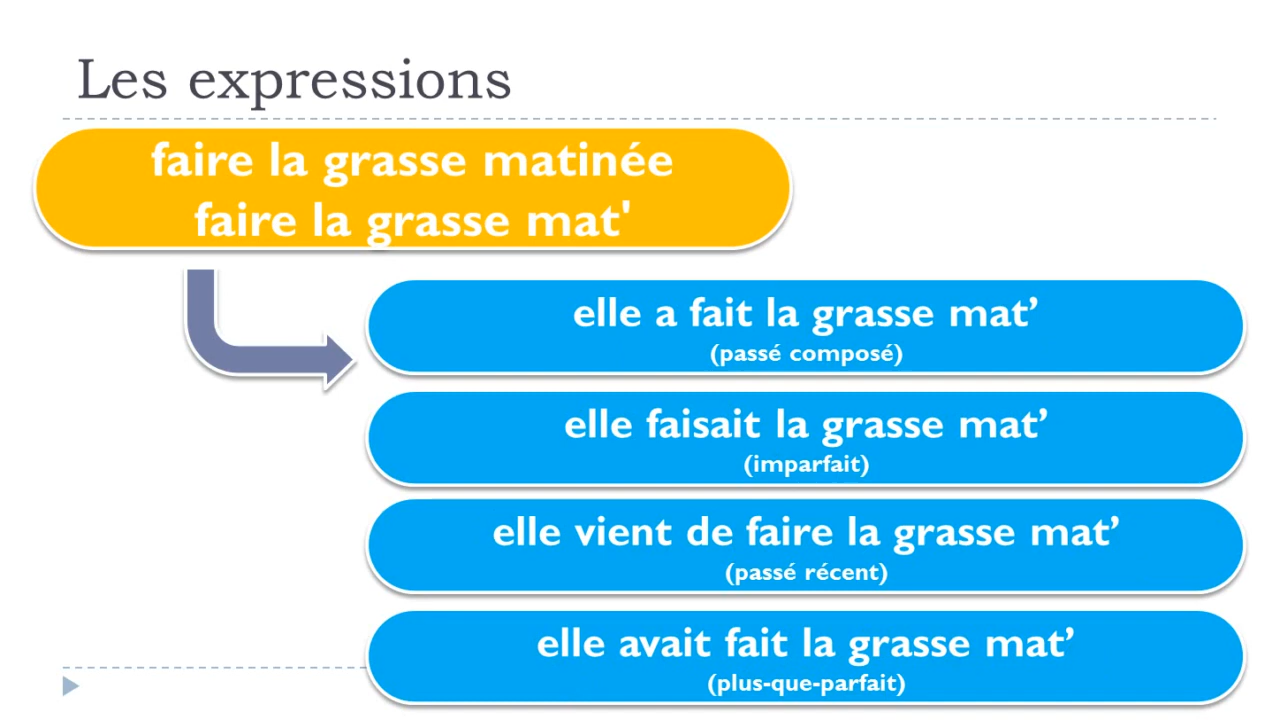 Les expressions
faire la grasse matinée
faire la grasse mat'
elle a fait la grasse mat’
(passé composé)
elle faisait la grasse mat’
(imparfait)
elle vient de faire la grasse mat’
(passé récent)
elle avait fait la grasse mat’
(plus-que-parfait)